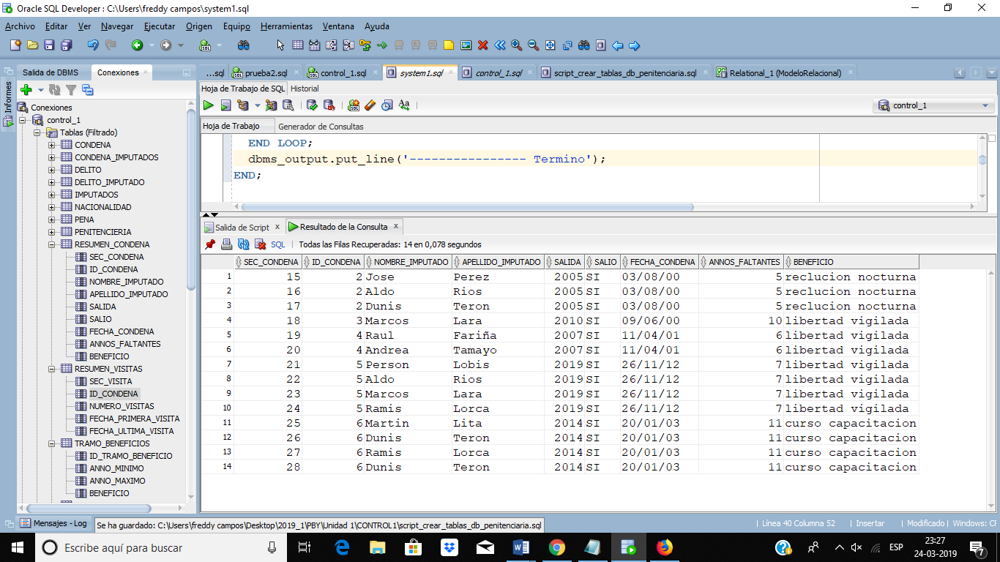 Oracle SQL Developer : C:\Users\freddy campos\system1.sql
Archivo Editar Ver Navegar Ejecutar Origen Equipo Herramientas Ventana Ayuda
Salida de DBMS Conexiones
...sql prueba2.sql control_1.sql system1.sql control_1.sql script_crear_tablas_db_penitenciaria.sql Relational_1 (ModeloRelacional)
Informes
Hoja de Trabajo de SQL Historial
control_1
Hoja de Trabajo Generador de Consultas
END LOOP;
dbms_output.put_line('---------------- Termino');
END;
Conexiones
control_1
Tablas (Filtrado)
CONDENA
CONDENA_IMPUTADOS
DELITO
DELITO_IMPUTADO
IMPUTADOS
NACIONALIDAD
PENA
PENITENCIERIA
RESUMEN_CONDENA
SEC_CONDENA
ID_CONDENA
NOMBRE_IMPUTADO
APELLIDO_IMPUTADO
SALIDA
SALIO
FECHA_CONDENA
ANNOS_FALTANTES
BENEFICIO
RESUMEN_VISITAS
SEC_VISITA
ID_CONDENA
NUMERO_VISITAS
FECHA_PRIMERA_VISITA
FECHA_ULTIMA_VISITA
TRAMO_BENEFICIOS
ID_TRAMO_BENEFICIO
ANNO_MINIMO
ANNO_MAXIMO
BENEFICIO
Salida de Script x Resultado de la Consulta x
SQL | Todas las Filas Recuperadas: 14 en 0,078 segundos
SEC_CONDENA ID_CONDENA NOMBRE_IMPUTADO APELLIDO_IMPUTADO SALIDA SALIO FECHA_CONDENA ANNOS_FALTANTES BENEFICIO
1 15 2 Jose Perez 2005 SI 03/08/00 5 reclucion nocturna
2 16 2 Aldo Rios 2005 SI 03/08/00 5 reclucion nocturna
3 17 2 Dunis Teron 2005 SI 03/08/00 5 reclucion nocturna
4 18 3 Marcos Lara 2010 SI 09/06/00 10 libertad vigilada
5 19 4 Raul Fariña 2007 SI 11/04/01 6 libertad vigilada
6 20 4 Andrea Tamayo 2007 SI 11/04/01 6 libertad vigilada
7 21 5 Person Lobis 2019 SI 26/11/12 7 libertad vigilada
8 22 5 Aldo Rios 2019 SI 26/11/12 7 libertad vigilada
9 23 5 Marcos Lara 2019 SI 26/11/12 7 libertad vigilada
10 24 5 Ramis Lorca 2019 SI 26/11/12 7 libertad vigilada
11 25 6 Martin Lita 2014 SI 20/01/03 11 curso capacitacion
12 26 6 Dunis Teron 2014 SI 20/01/03 11 curso capacitacion
13 27 6 Ramis Lorca 2014 SI 20/01/03 11 curso capacitacion
14 28 6 Dunis Teron 2014 SI 20/01/03 11 curso capacitacion
Mensajes - Log Se ha guardado: C:\Users\freddy campos\Desktop\2019_1\PBY\Unidad 1\CONTROL1\script_crear_tablas_db_penitenciaria.sql
| Línea 40 Columna 52 | Insertar | Modificado | Windows: CF
Escribe aquí para buscar
ESP
23:27
24-03-2019
7